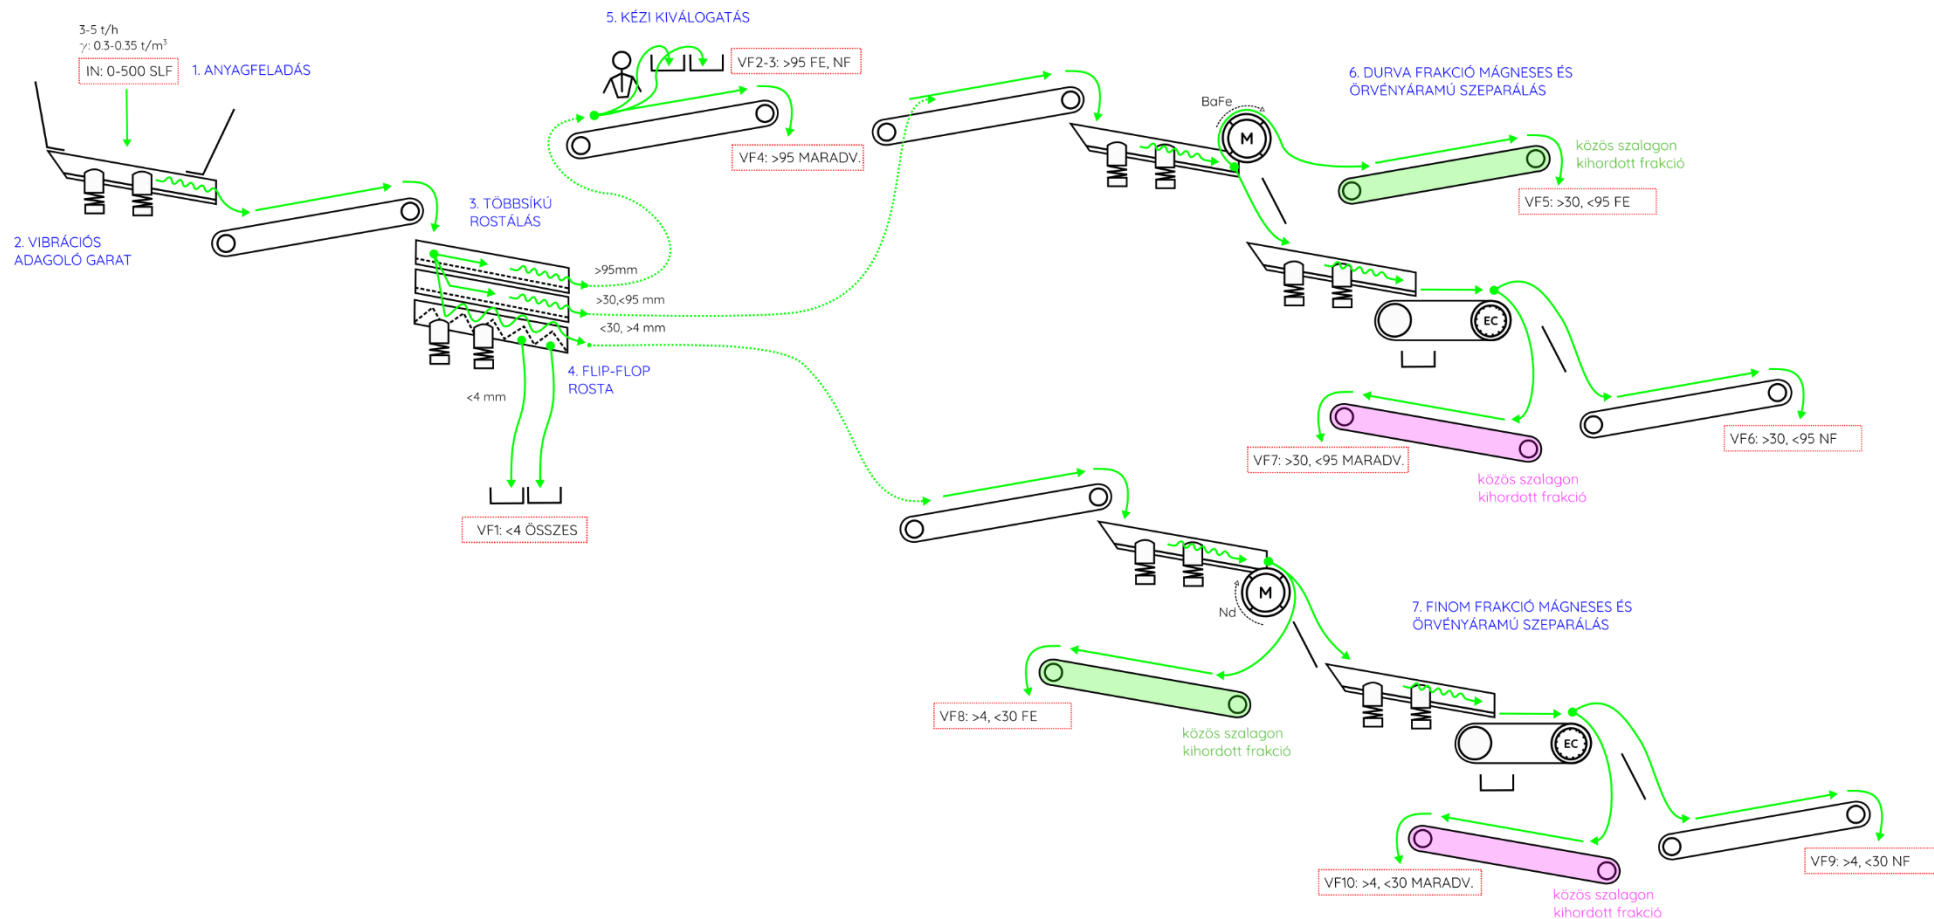 3-5 t/h
γ: 0.3-0.35 t/m³
IN: 0-500 SLF
1. ANYAGFELADÁS
2. VIBRÁCIÓS
ADAGOLÓ GARAT
3. TÖBBSÍKÚ
ROSTÁLÁS
>95mm
>30,<95 mm
<30, >4 mm
4. FLIP-FLOP
ROSTA
<4 mm
VF1: <4 ÖSSZES
5. KÉZI KIVÁLOGATÁS
VF2-3: >95 FE, NF
VF4: >95 MARADV.
6. DURVA FRAKCIÓ MÁGNESES ÉS
ÖRVÉNYÁRAMÚ SZEPARÁLÁS
BaFe
M
közös szalagon
kihordott frakció
VF5: >30, <95 FE
EC
VF6: >30, <95 NF
VF7: >30, <95 MARADV.
közös szalagon
kihordott frakció
M
Nd
7. FINOM FRAKCIÓ MÁGNESES ÉS
ÖRVÉNYÁRAMÚ SZEPARÁLÁS
VF8: >4, <30 FE
közös szalagon
kihordott frakció
EC
VF9: >4, <30 NF
VF10: >4, <30 MARADV.
közös szalagon
kihordott frakció